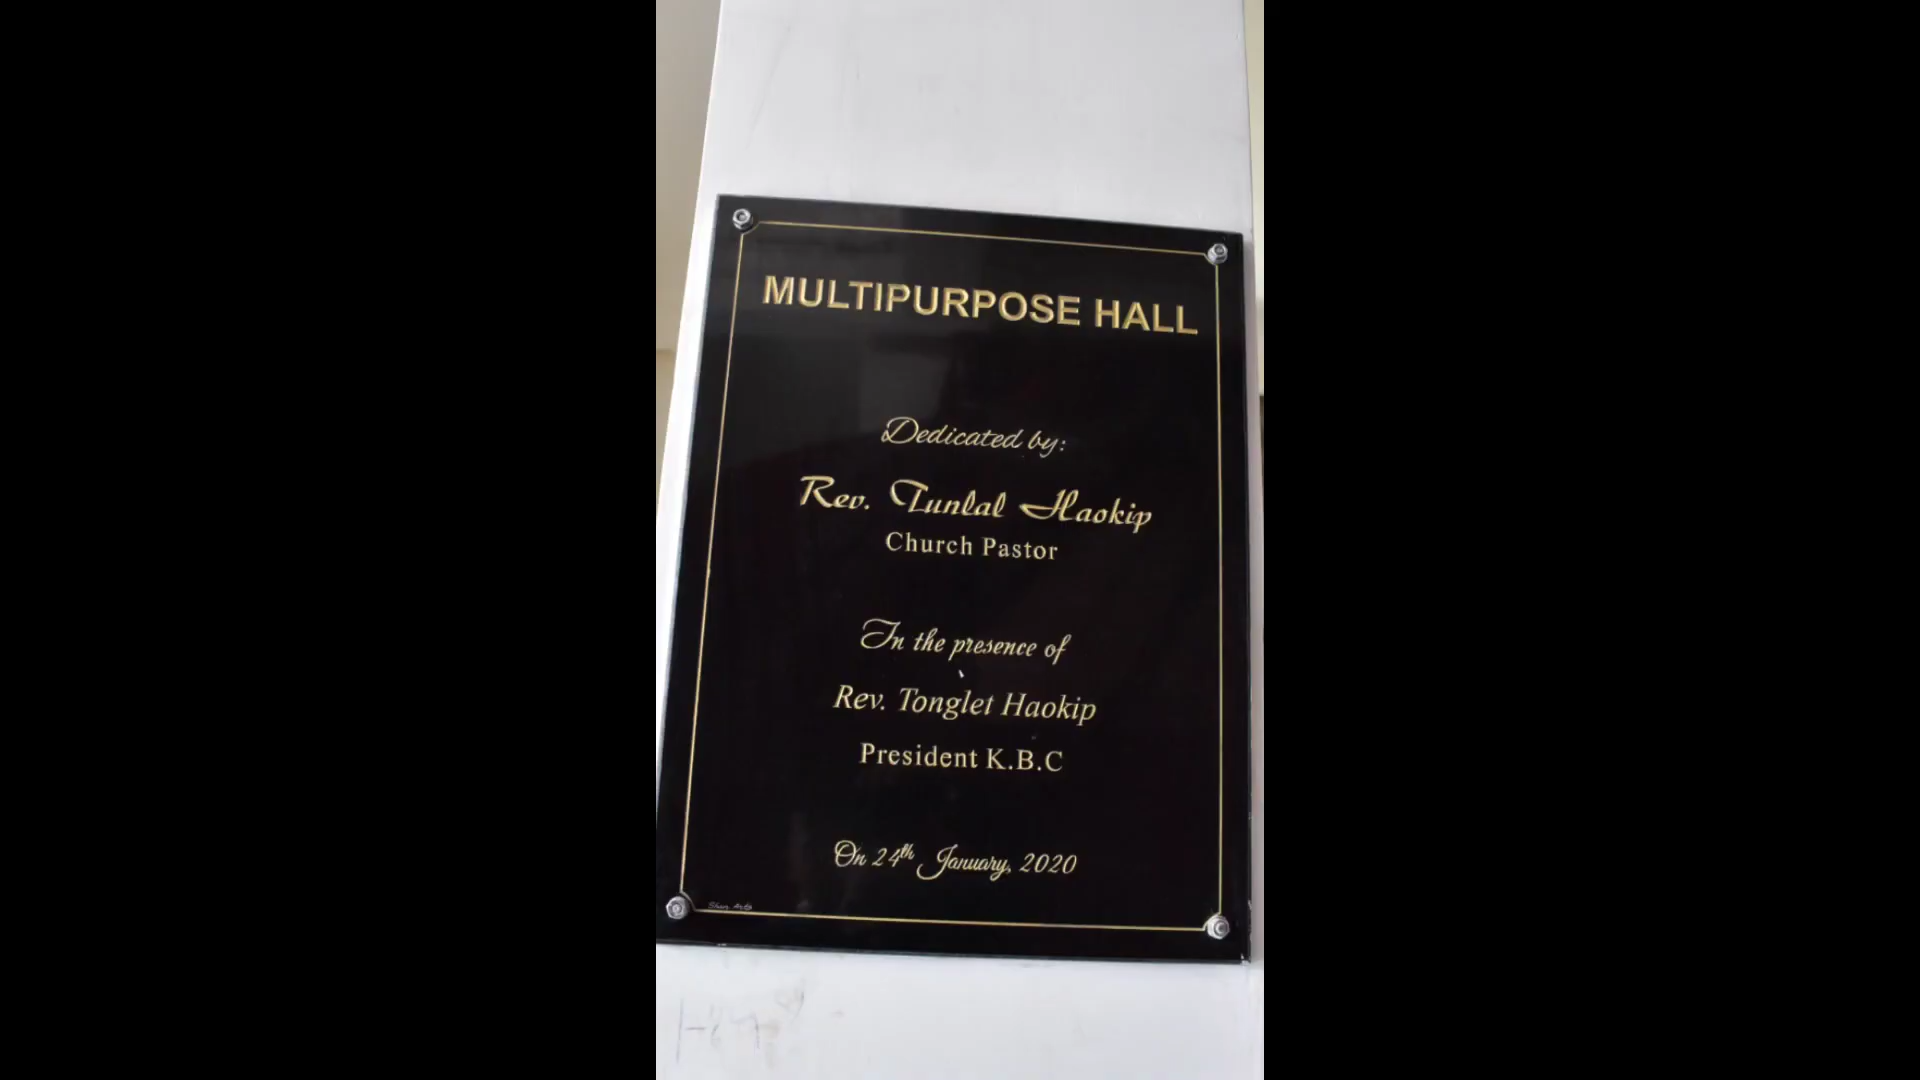 MULTIPURPOSE HALL
Dedicated by:
Rev. Tunlal Haokip
Church Pastor
In the presence of
Rev. Tonglet Haokip
President K.B.C
On 24th January, 2020